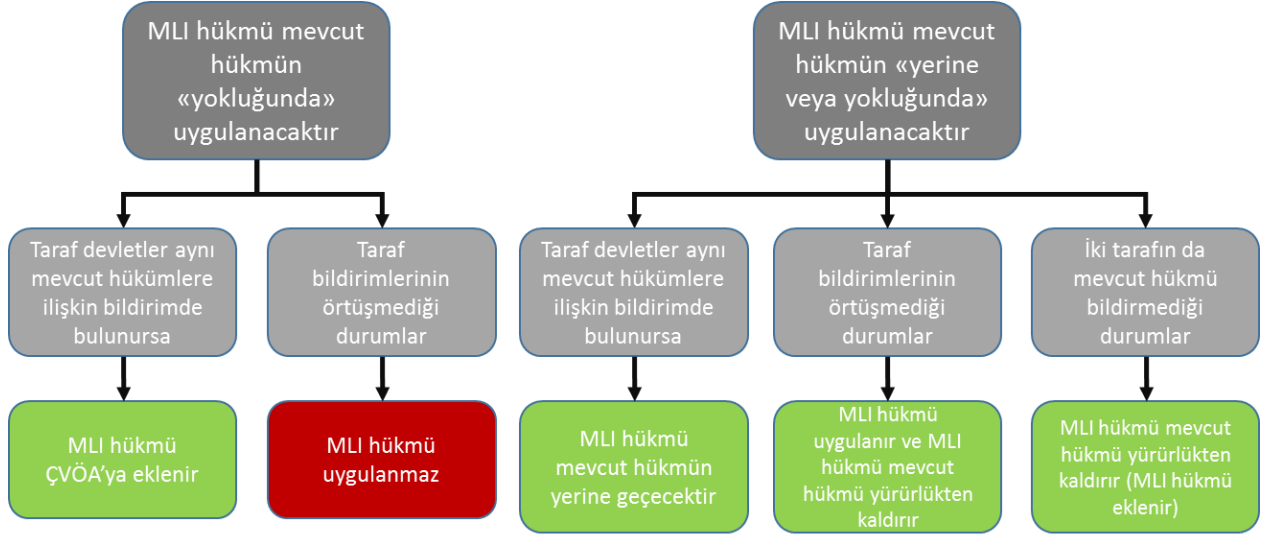 MLI hükmü mevcut
hükmün
«yokluğunda»
uygulanacaktır
MLI hükmü mevcut
hükmün «yerine
veya yokluğunda»
uygulanacaktır
Taraf devletler aynı
mevcut hükümlere
ilişkin bildirimde
bulunursa
Taraf
bildirimlerinin
örtüşmediği
durumlar
Taraf devletler aynı
mevcut hükümlere
ilişkin bildirimde
bulunursa
Taraf
bildirimlerinin
örtüşmediği
durumlar
İki tarafın da
mevcut hükmü
bildirmediği
durumlar
MLI hükmü
ÇVÖA’ya eklenir
MLI hükmü
uygulanmaz
MLI hükmü
mevcut hükmün
yerine geçecektir
MLI hükmü
uygulanır ve MLI
hükmü mevcut
hükmü yürürlükten
kaldırır
MLI hükmü mevcut
hükmü yürürlükten
kaldırır (MLI hükmü
eklenir)